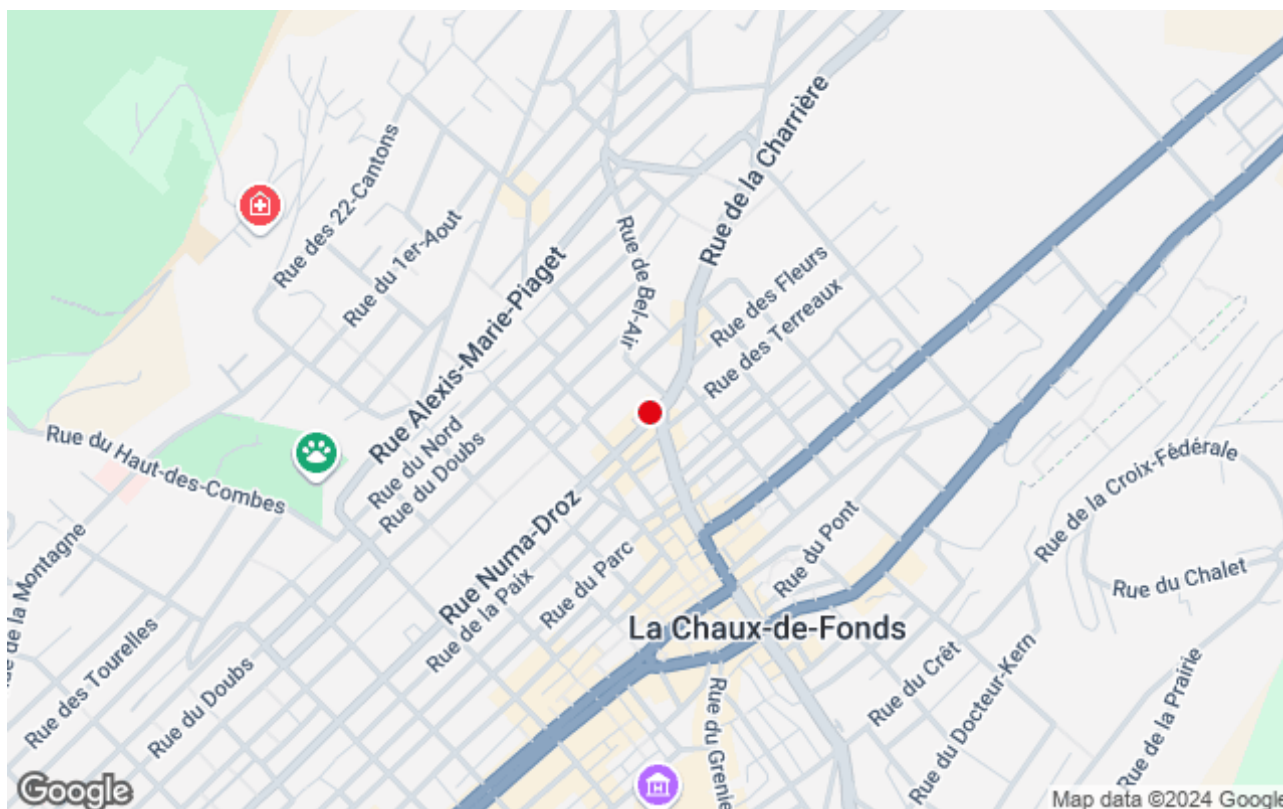 Rue des 22-Cantons
Rue du 1er-Aout
Rue Alexis-Marie-Piaget
Rue de Bel-Air
Rue de la Charrière
Rue des Fleurs
Rue des Terreaux
Rue du Haut-des-Combes
Rue du Nord
Rue du Doubs
Rue Numa-Droz
Rue de la Paix
Rue du Parc
Rue du Pont
Rue de la Croix-Fédérale
Rue du Chalet
de la Montagne
Rue des Tourelles
Rue du Doubs
La Chaux-de-Fonds
Rue du Crêt
Rue du Docteur-Kern
Rue de la Prairie
Rue du Grenie
H
Google
Map data ©2024 Google